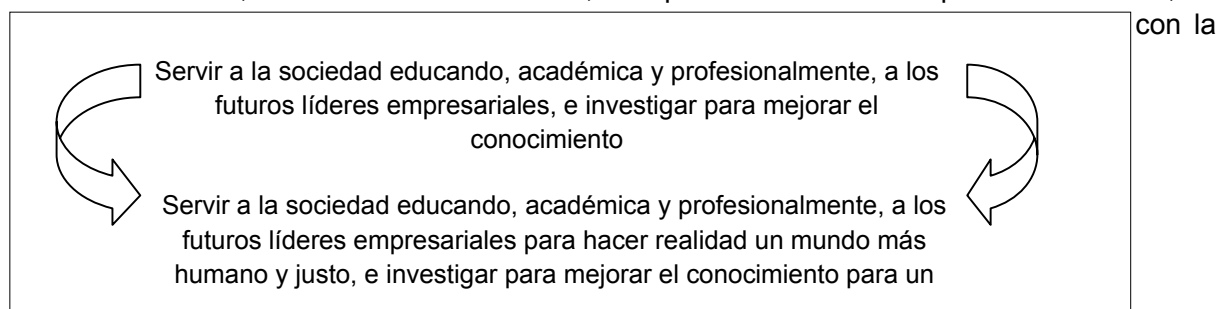 con la
Servir a la sociedad educando, académica y profesionalmente, a los
futuros líderes empresariales, e investigar para mejorar el
conocimiento
Servir a la sociedad educando, académica y profesionalmente, a los
futuros líderes empresariales para hacer realidad un mundo más
humano y justo, e investigar para mejorar el conocimiento para un